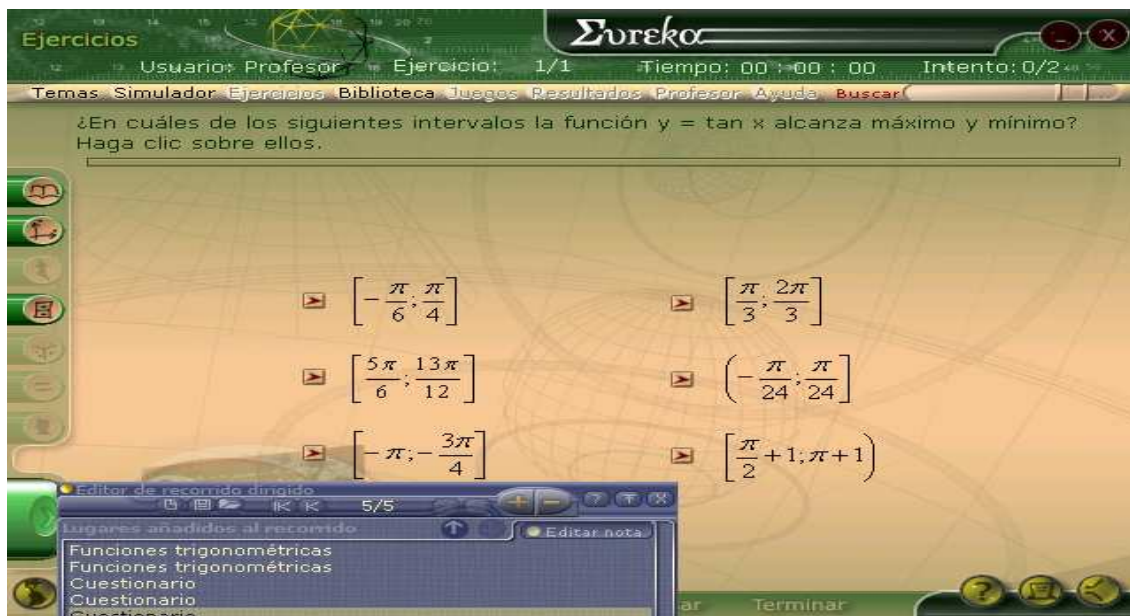 Ejercicios
Συrεkα
Usuario: Profesor Ejercicio: 1/1 Tiempo: 00 : 00 : 00 Intento: 0/2
Temas Simulador Ejercicios Biblioteca Juegos Resultados Profesor Ayuda Buscar
¿En cuáles de los siguientes intervalos la función y = tan x alcanza máximo y mínimo?
Haga clic sobre ellos.
[-π/6; π/4] [π/3; 2π/3]
[5π/6; 13π/12] (-π/24; π/24]
[-π; -3π/4] [π/2+1; π+1)
Editor de recorrido dirigido
5/5
Lugares añadidos al recorrido Editar nota
Funciones trigonométricas
Funciones trigonométricas
Cuestionario
Cuestionario
Cuestionario
Terminar